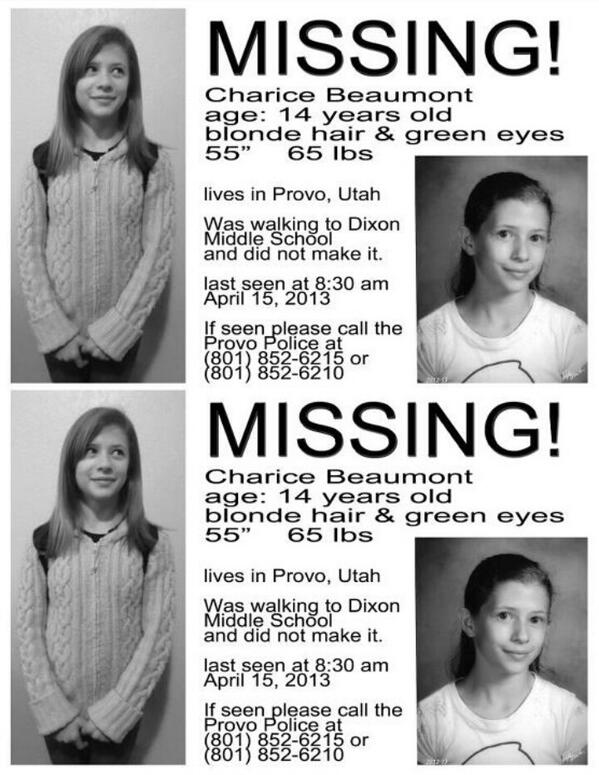 MISSING!
Charice Beaumont
age: 14 years old
blonde hair & green eyes
55” 65 lbs
lives in Provo, Utah
Was walking to Dixon
Middle School
and did not make it.
last seen at 8:30 am
April 15, 2013
If seen please call the
Provo Police at
(801) 852-6215 or
(801) 852-6210
2012-13
MISSING!
Charice Beaumont
age: 14 years old
blonde hair & green eyes
55” 65 lbs
lives in Provo, Utah
Was walking to Dixon
Middle School
and did not make it.
last seen at 8:30 am
April 15, 2013
If seen please call the
Provo Police at
(801) 852-6215 or
(801) 852-6210
2012-13